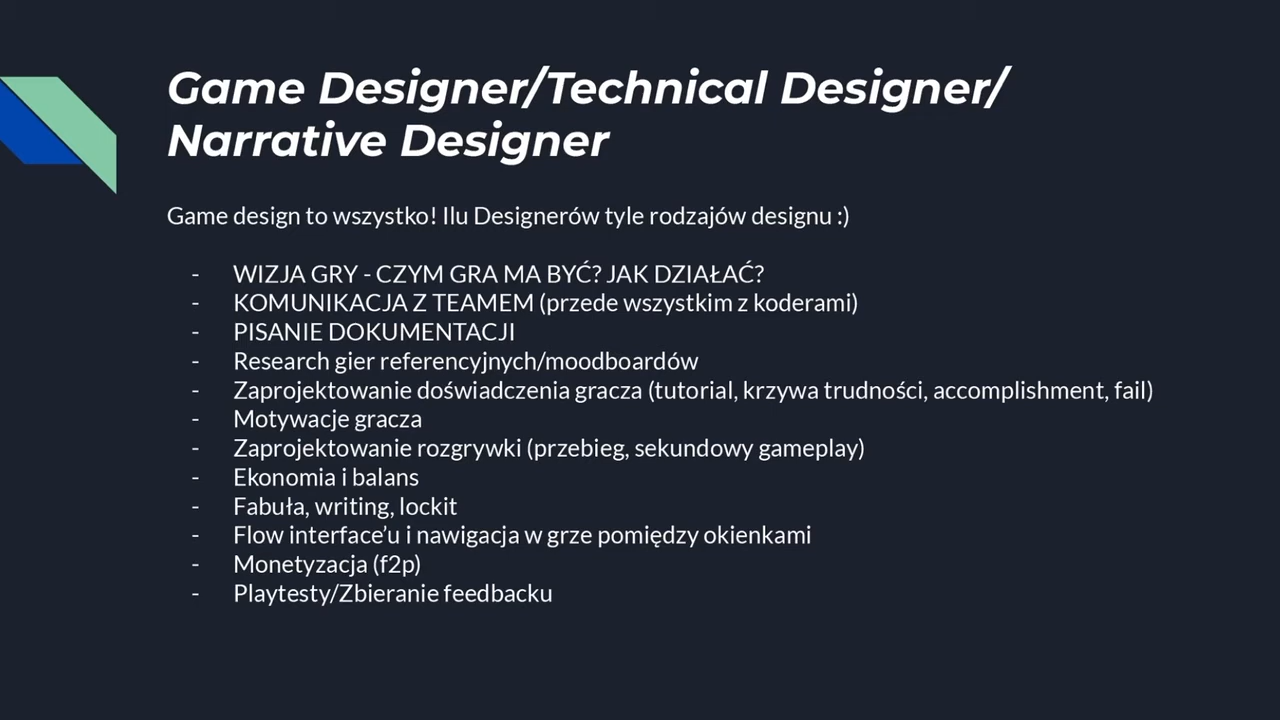 Game Designer/Technical Designer/
Narrative Designer
Game design to wszystko! Ilu Designerów tyle rodzajów designu :)
- WIZJA GRY - CZYM GRA MA BYĆ? JAK DZIAŁAĆ?
- KOMUNIKACJA Z TEAMEM (przede wszystkim z koderami)
- PISANIE DOKUMENTACJI
- Research gier referencyjnych/moodboardów
- Zaprojektowanie doświadczenia gracza (tutorial, krzywa trudności, accomplishment, fail)
- Motywacje gracza
- Zaprojektowanie rozgrywki (przebieg, sekundowy gameplay)
- Ekonomia i balans
- Fabuła, writing, lockit
- Flow interface’u i nawigacja w grze pomiędzy okienkami
- Monetyzacja (f2p)
- Playtesty/Zbieranie feedbacku